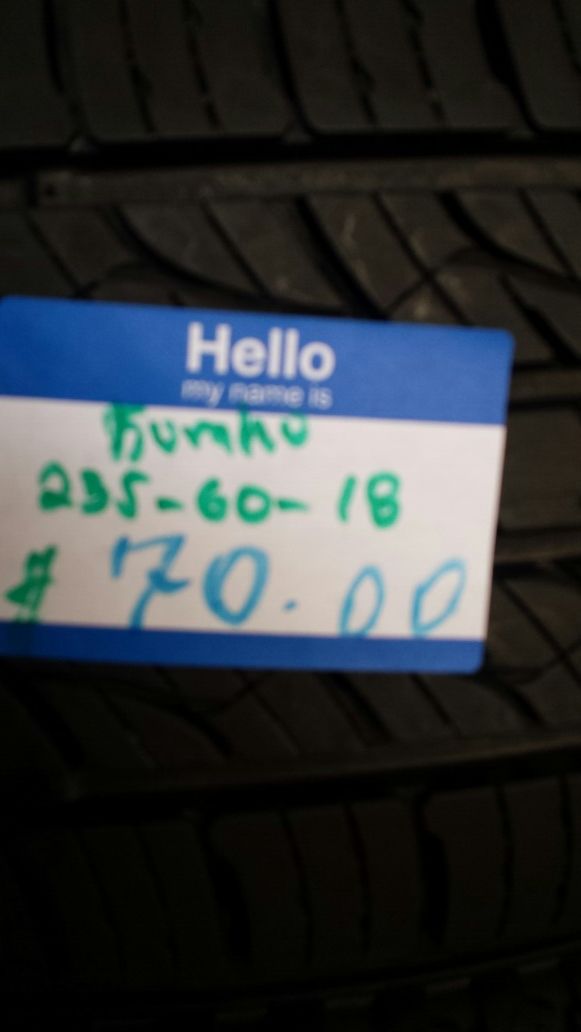 Hello
my name is
Kumho
235-60-18
$ 70.00